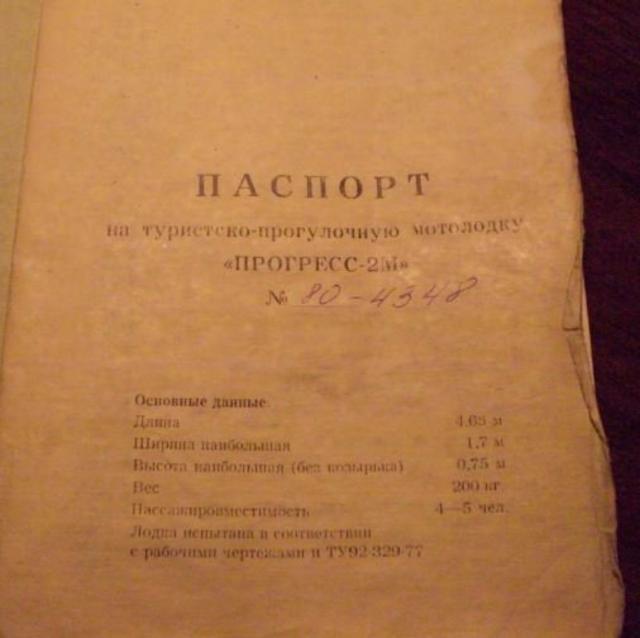 ПАСПОРТ
на туристско-прогулочную мотолодку
«ПРОГРЕСС-2М»
№ 80-4348
Основные данные:
Длина 4,65 м
Ширина наибольшая 1,7 м
Высота наибольшая (без козырька) 0,75 м
Вес 200 кг.
Пассажировместимость 4—5 чел.
Лодка испытана в соответствии
с рабочими чертежами и ТУ92-329-77